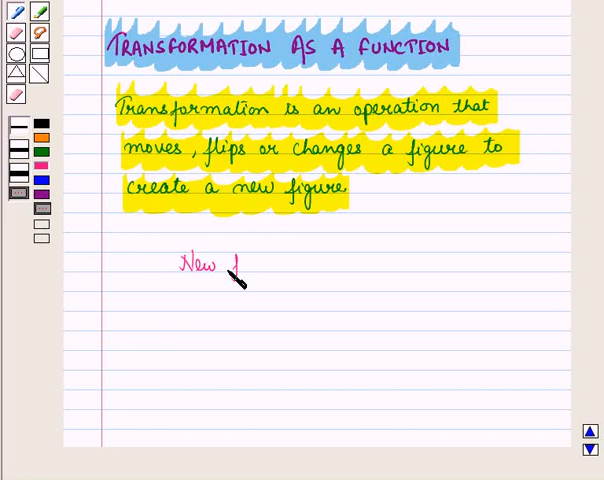 TRANSFORMATION AS A FUNCTION
Transformation is an operation that
moves, flips or changes a figure to
create a new figure
New f